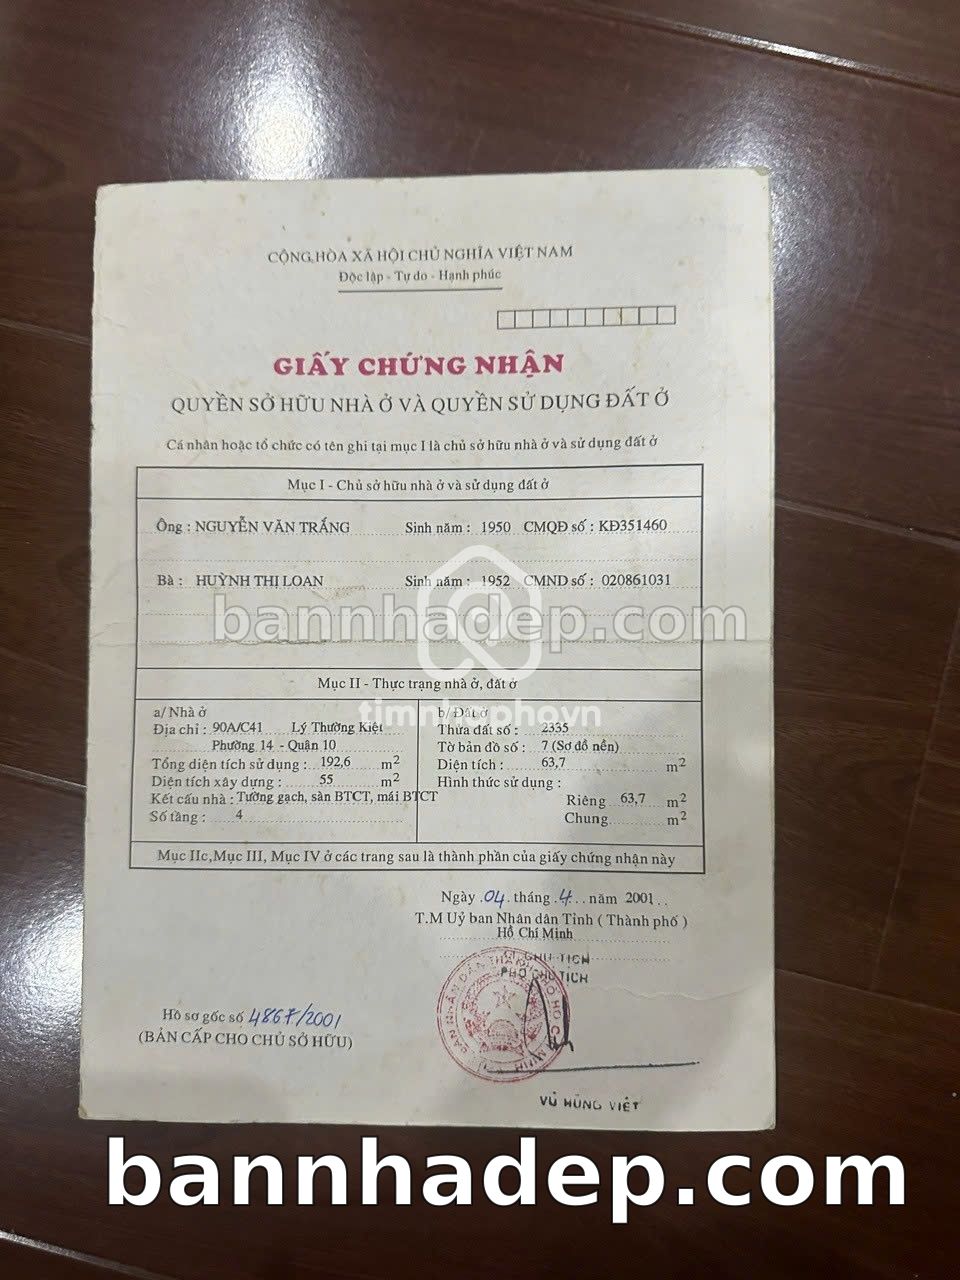 CỘNG HÒA XÃ HỘI CHỦ NGHĨA VIỆT NAM
Độc lập - Tự do - Hạnh phúc
GIẤY CHỨNG NHẬN
QUYỀN SỞ HỮU NHÀ Ở VÀ QUYỀN SỬ DỤNG ĐẤT Ở
Cá nhân hoặc tổ chức có tên ghi tại mục I là chủ sở hữu nhà ở và sử dụng đất ở
Mục I - Chủ sở hữu nhà ở và sử dụng đất ở
Ông : NGUYỄN VĂN TRẮNG Sinh năm : 1950 CMQĐ số : KĐ351460
Bà : HUỲNH THỊ LOAN Sinh năm : 1952 CMND số : 020861031
bannhadep.com
timnhaphovn
Mục II - Thực trạng nhà ở, đất ở
a/ Nhà ở
Địa chỉ : 90A/C41 Lý Thường Kiệt
Phường 14 - Quận 10
Tổng diện tích sử dụng : 192,6 m2
Diện tích xây dựng : 55 m2
Kết cấu nhà : Tường gạch, sàn BTCT, mái BTCT
Số tầng : 4
b/ Đất ở
Thửa đất số : 2335
Tờ bản đồ số : 7 (Sơ đồ nền)
Diện tích : 63,7 m2
Hình thức sử dụng :
Riêng 63,7 m2
Chung m2
Mục IIc, Mục III, Mục IV ở các trang sau là thành phần của giấy chứng nhận này
Ngày 04 tháng 4 năm 2001
T.M Uỷ ban Nhân dân Tỉnh ( Thành phố )
Hồ Chí Minh
CHỦ TỊCH
PHÓ CHỦ TỊCH
Hồ sơ gốc số 4867/2001
(BẢN CẤP CHO CHỦ SỞ HỮU)
VŨ HÙNG VIỆT
bannhadep.com